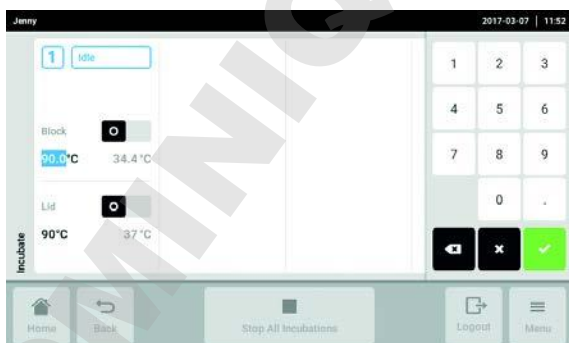 Jenny
2017-03-07 | 11:52
1 Idle
Block
90.0°C 34.4°C
Lid
90°C 37°C
Incubate
1 2 3
4 5 6
7 8 9
0 .
Home
Back
Stop All Incubations
Logout
Menu